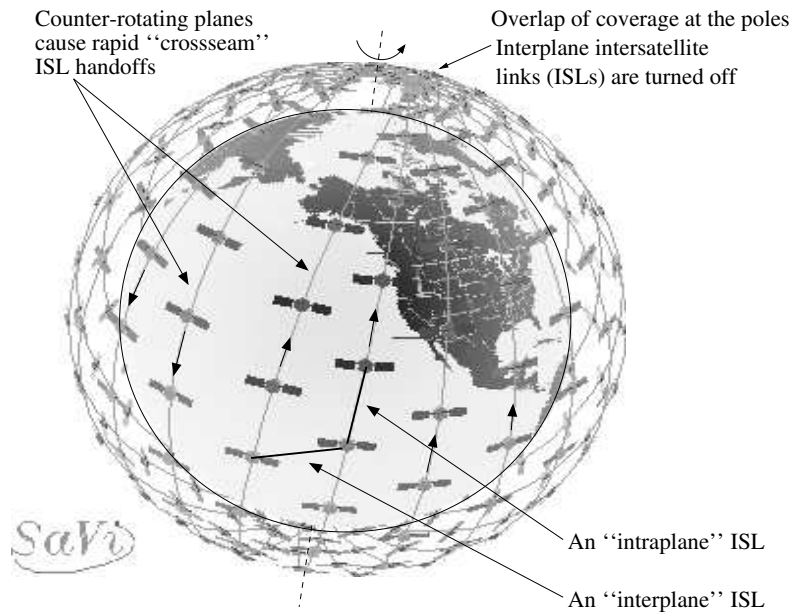 Counter-rotating planes
cause rapid ‘‘crossseam’’
ISL handoffs
Overlap of coverage at the poles
Interplane intersatellite
links (ISLs) are turned off
SaVi
An ‘‘intraplane’’ ISL
An ‘‘interplane’’ ISL